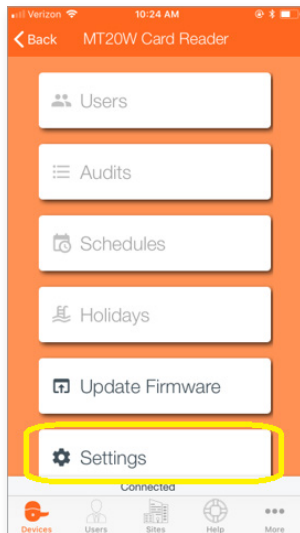 Verizon 10:24 AM
Back MT20W Card Reader
Users
Audits
Schedules
Holidays
Update Firmware
Settings
Connected
Devices Users Sites Help More